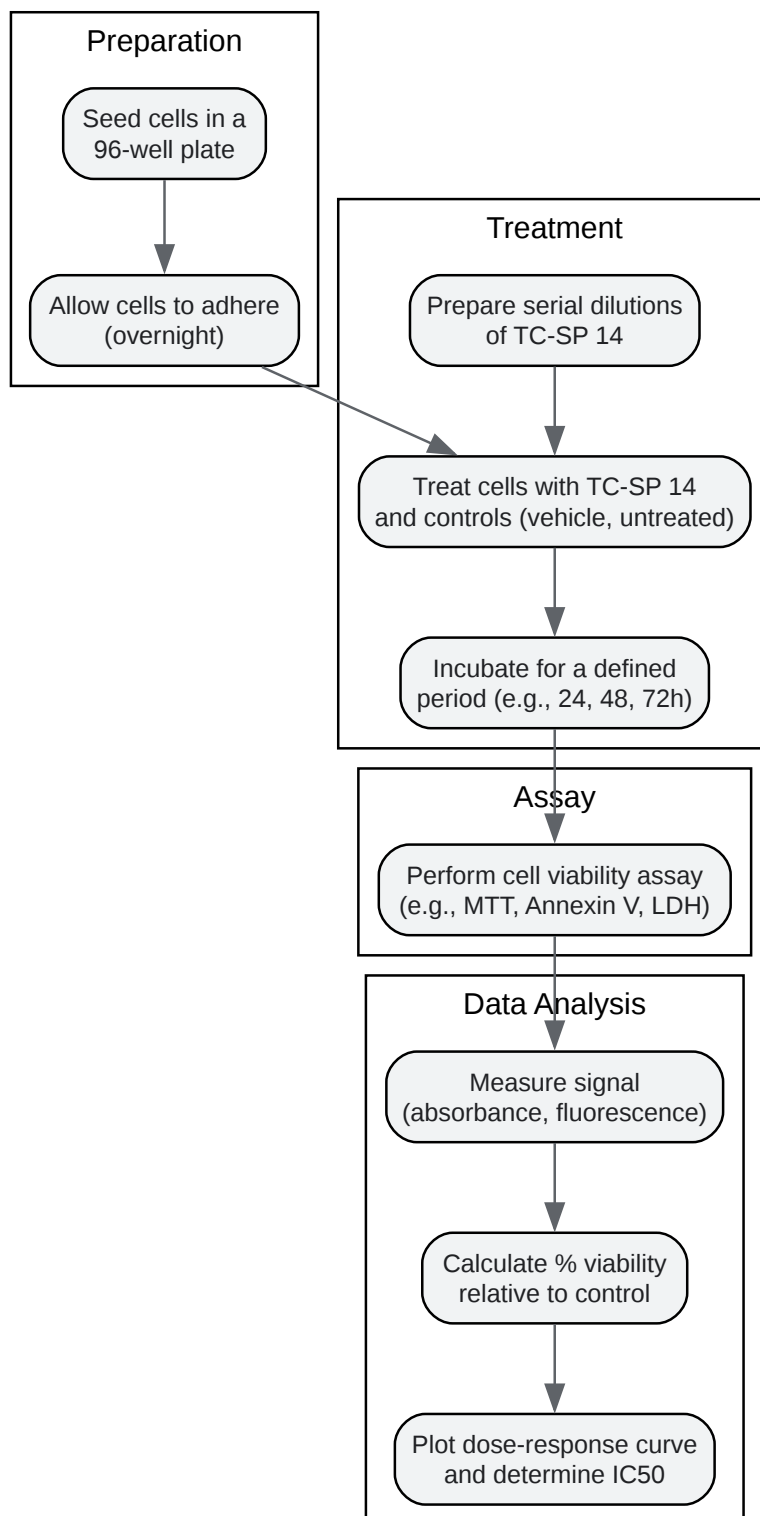 Preparation
Seed cells in a
96-well plate
Allow cells to adhere
(overnight)
Treatment
Prepare serial dilutions
of TC-SP 14
Treat cells with TC-SP 14
and controls (vehicle, untreated)
Incubate for a defined
period (e.g., 24, 48, 72h)
Assay
Perform cell viability assay
(e.g., MTT, Annexin V, LDH)
Data Analysis
Measure signal
(absorbance, fluorescence)
Calculate % viability
relative to control
Plot dose-response curve
and determine IC50